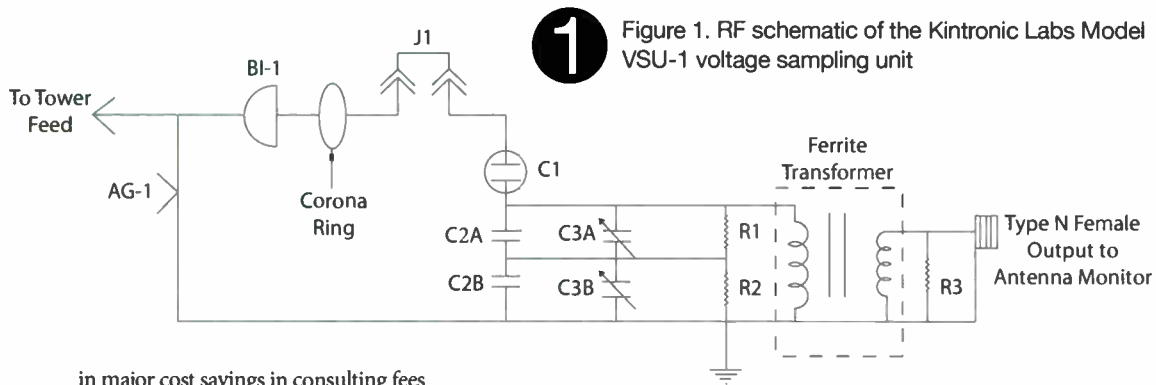 1
Figure 1. RF schematic of the Kintronic Labs Model
VSU-1 voltage sampling unit
J1
BI-1
To Tower
Feed
AG-1
Corona
Ring
C1
Ferrite
Transformer
C2A
C3A
R1
C2B
C3B
R2
R3
Type N Female
Output to
Antenna Monitor
in major cost savings in consulting fees